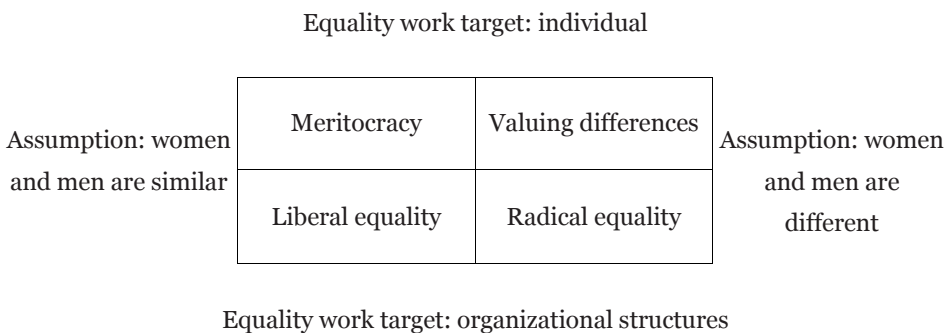 Equality work target: individual
Meritocracy
Valuing differences
Assumption: women
and men are similar
Assumption: women
and men are
different
Liberal equality
Radical equality
Equality work target: organizational structures